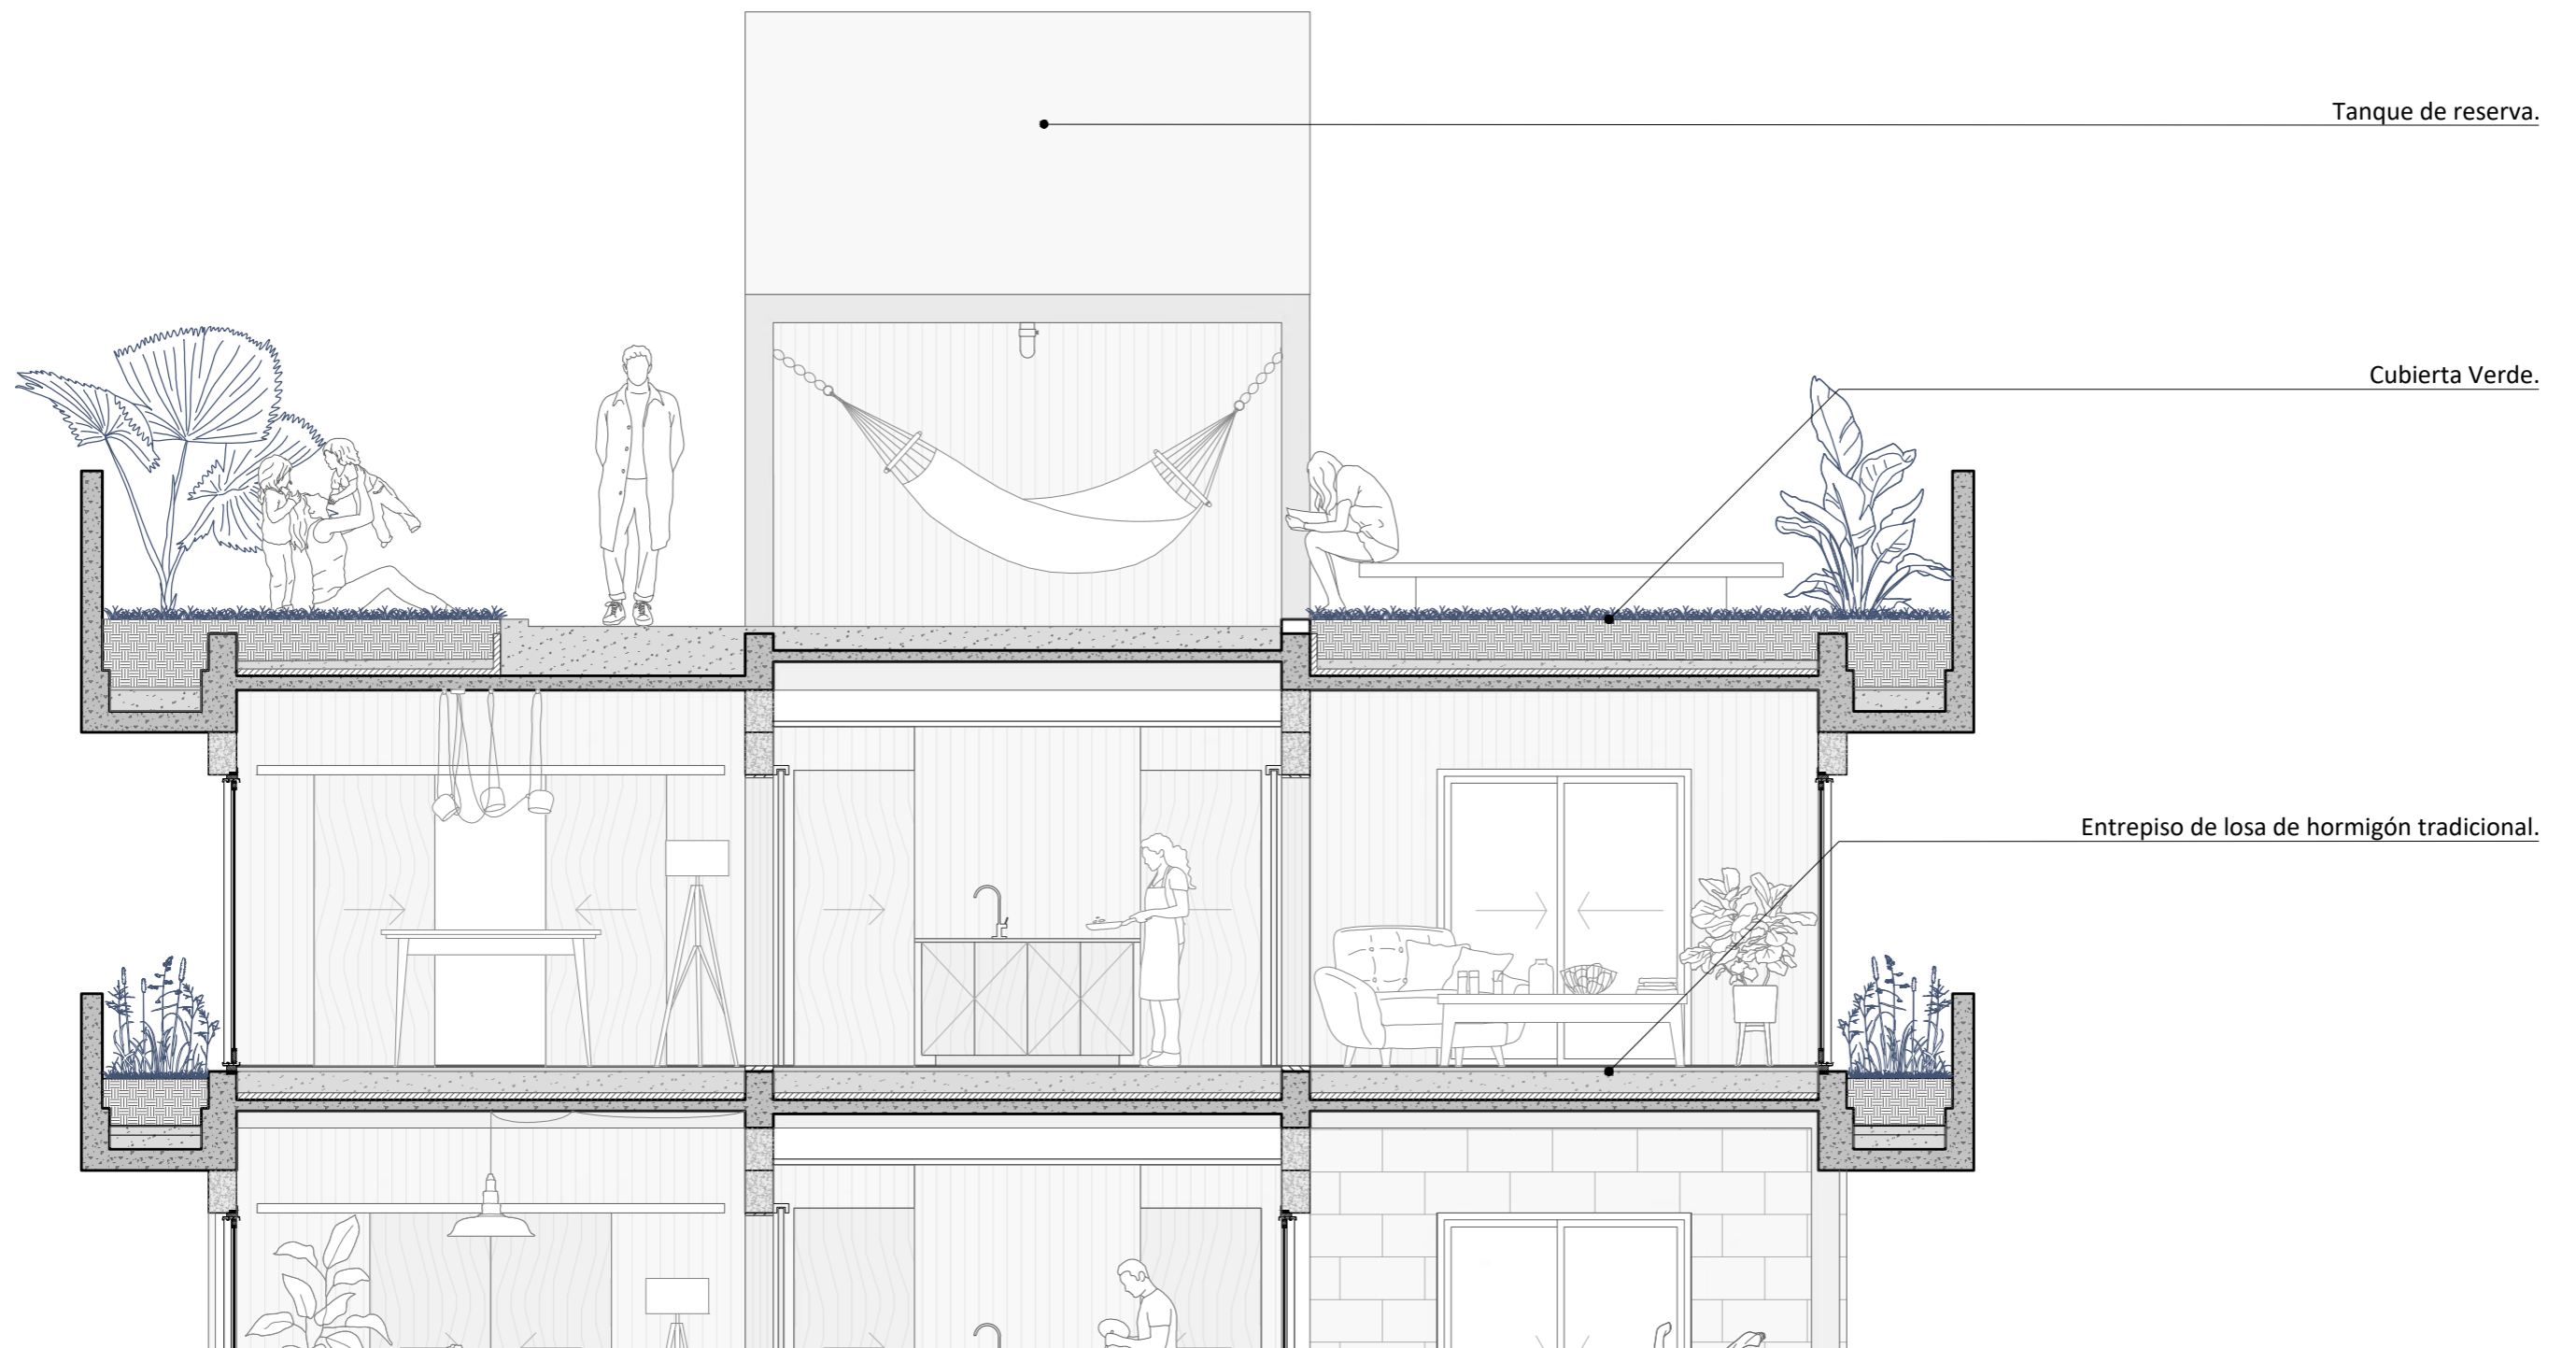 Tanque de reserva.
Cubierta Verde.
Entrepiso de losa de hormigón tradicional.